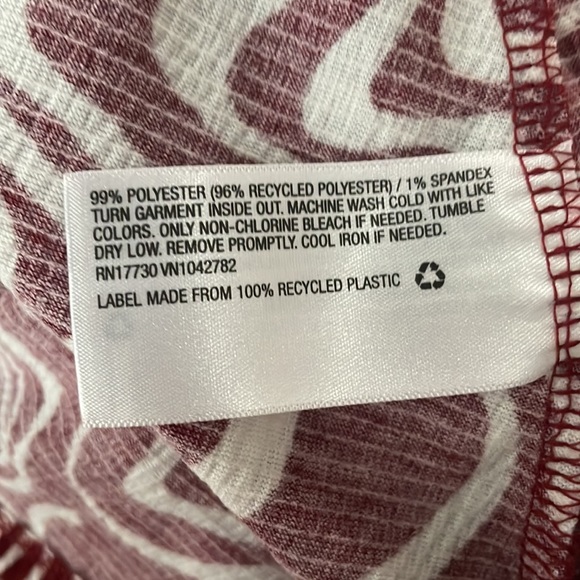 99% POLYESTER (96% RECYCLED POLYESTER) / 1% SPANDEX
TURN GARMENT INSIDE OUT. MACHINE WASH COLD WITH LIKE
COLORS. ONLY NON-CHLORINE BLEACH IF NEEDED. TUMBLE
DRY LOW. REMOVE PROMPTLY. COOL IRON IF NEEDED.
RN17730 VN1042782
LABEL MADE FROM 100% RECYCLED PLASTIC